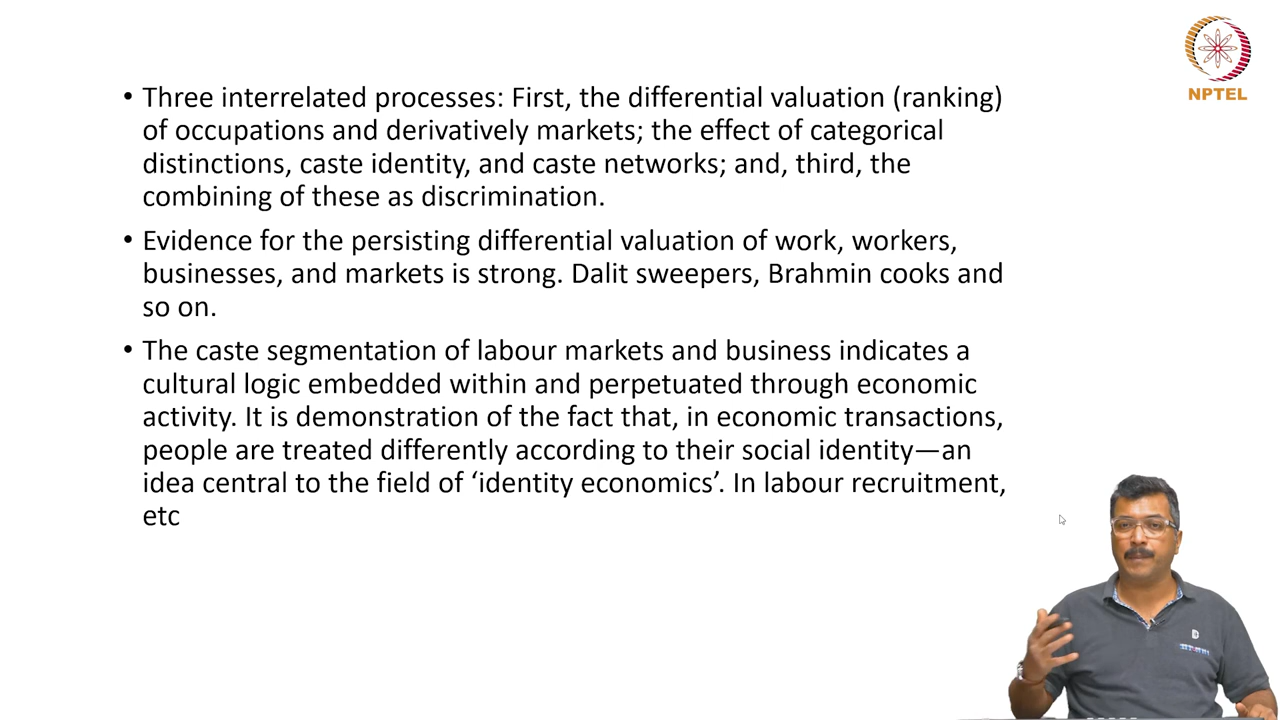 NPTEL
• Three interrelated processes: First, the differential valuation (ranking)
of occupations and derivatively markets; the effect of categorical
distinctions, caste identity, and caste networks; and, third, the
combining of these as discrimination.
• Evidence for the persisting differential valuation of work, workers,
businesses, and markets is strong. Dalit sweepers, Brahmin cooks and
so on.
• The caste segmentation of labour markets and business indicates a
cultural logic embedded within and perpetuated through economic
activity. It is demonstration of the fact that, in economic transactions,
people are treated differently according to their social identity—an
idea central to the field of ‘identity economics’. In labour recruitment,
etc